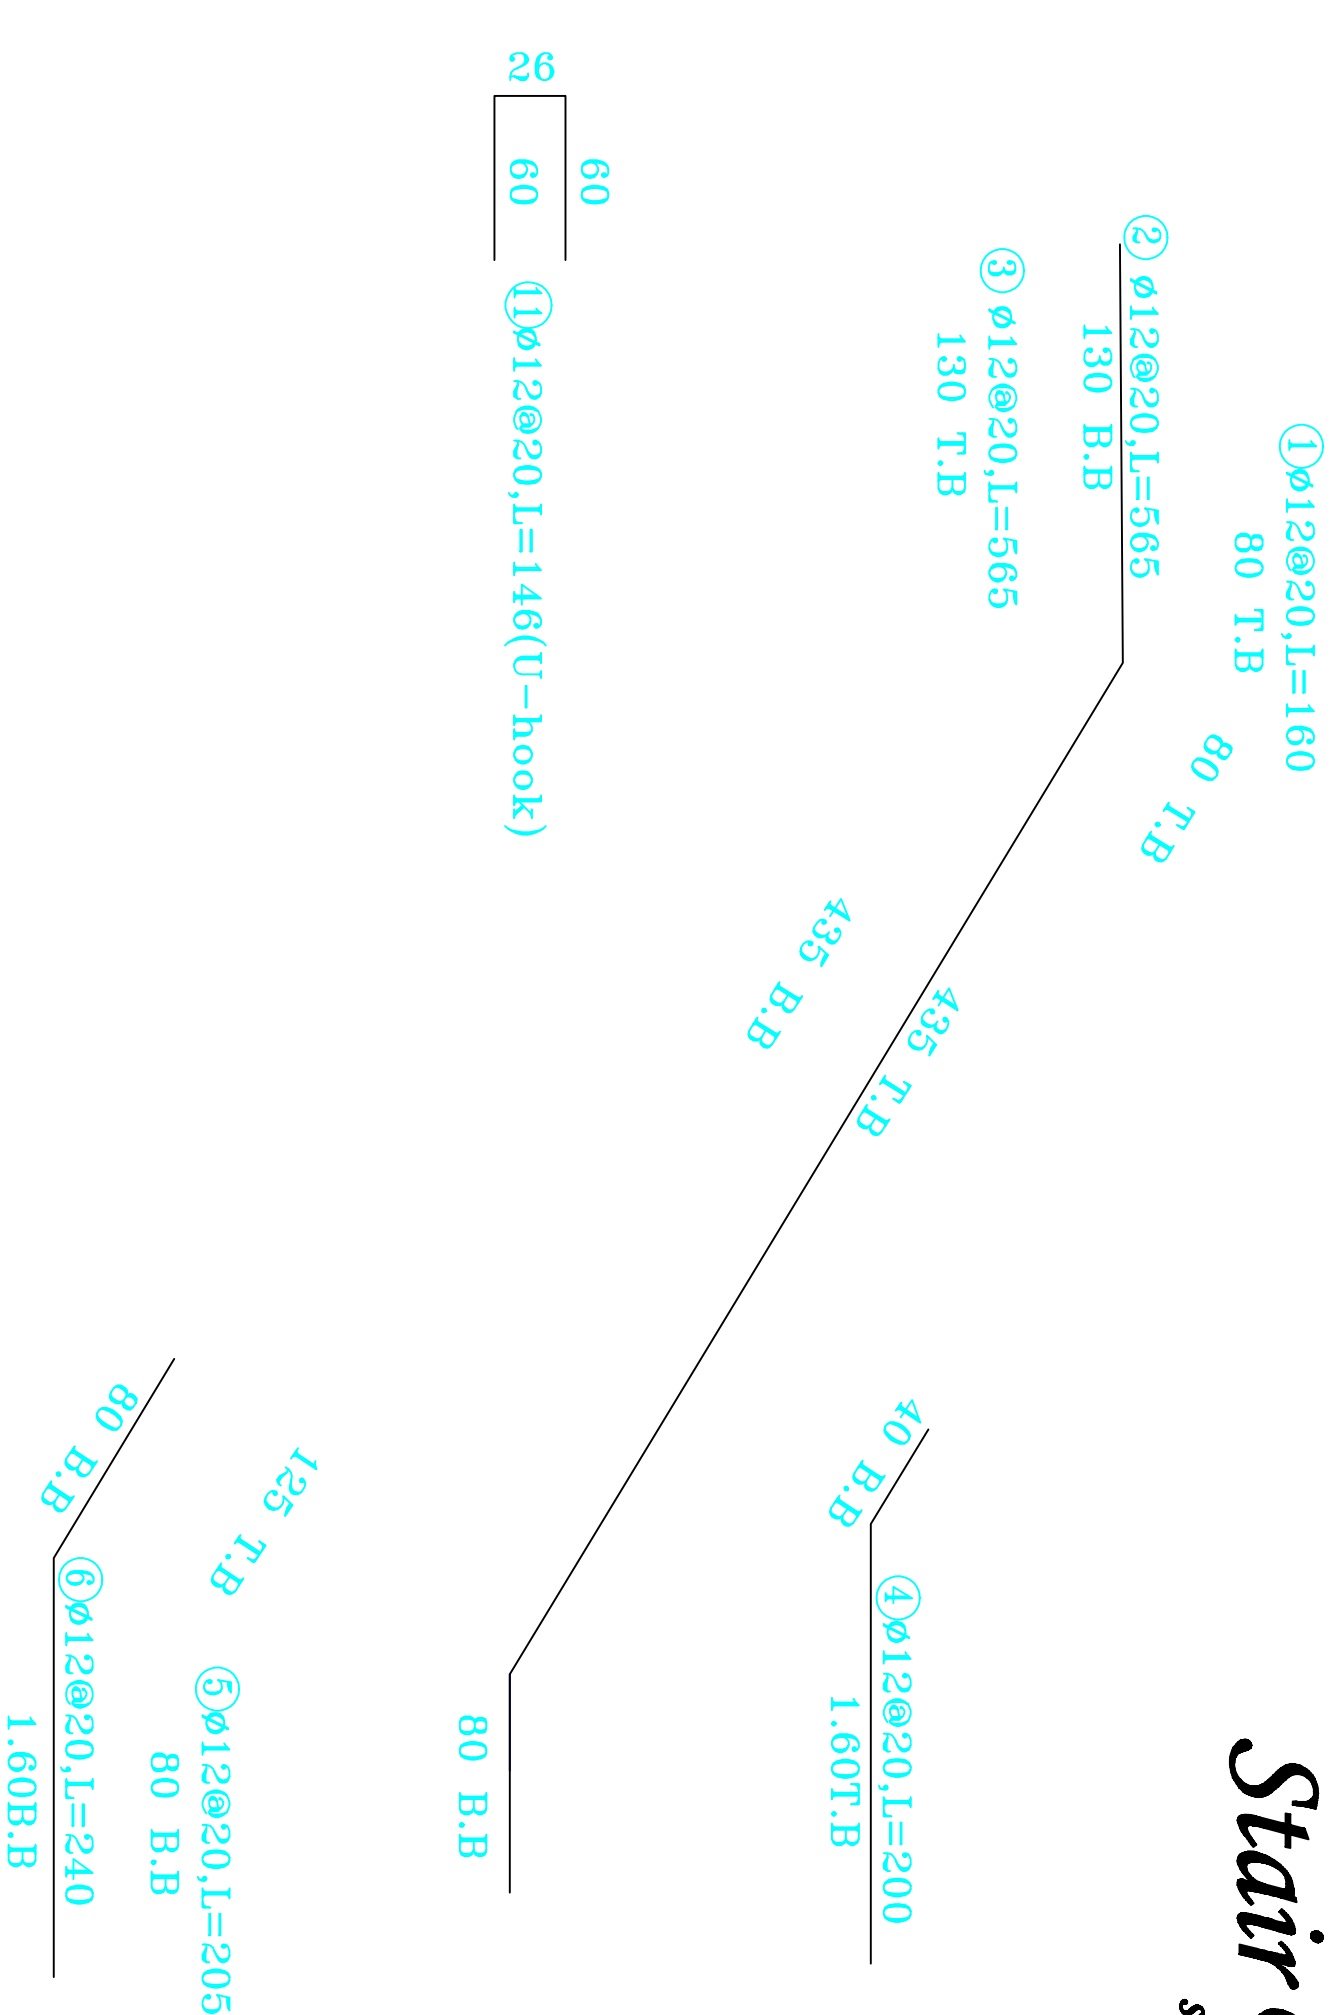 ①ø12@20,L=160
80 T.B
80 T.B
② ø12@20,L=565
130 B.B
③ ø12@20,L=565
130 T.B
435 T.B
435 B.B
④ø12@20,L=200
40 B.B
1.60T.B
26
60
60
⑪ø12@20,L=146(U-hook)
80 B.B
125 T.B
⑤ø12@20,L=205
80 B.B
80 B.B
⑥ø12@20,L=240
1.60B.B
Stair